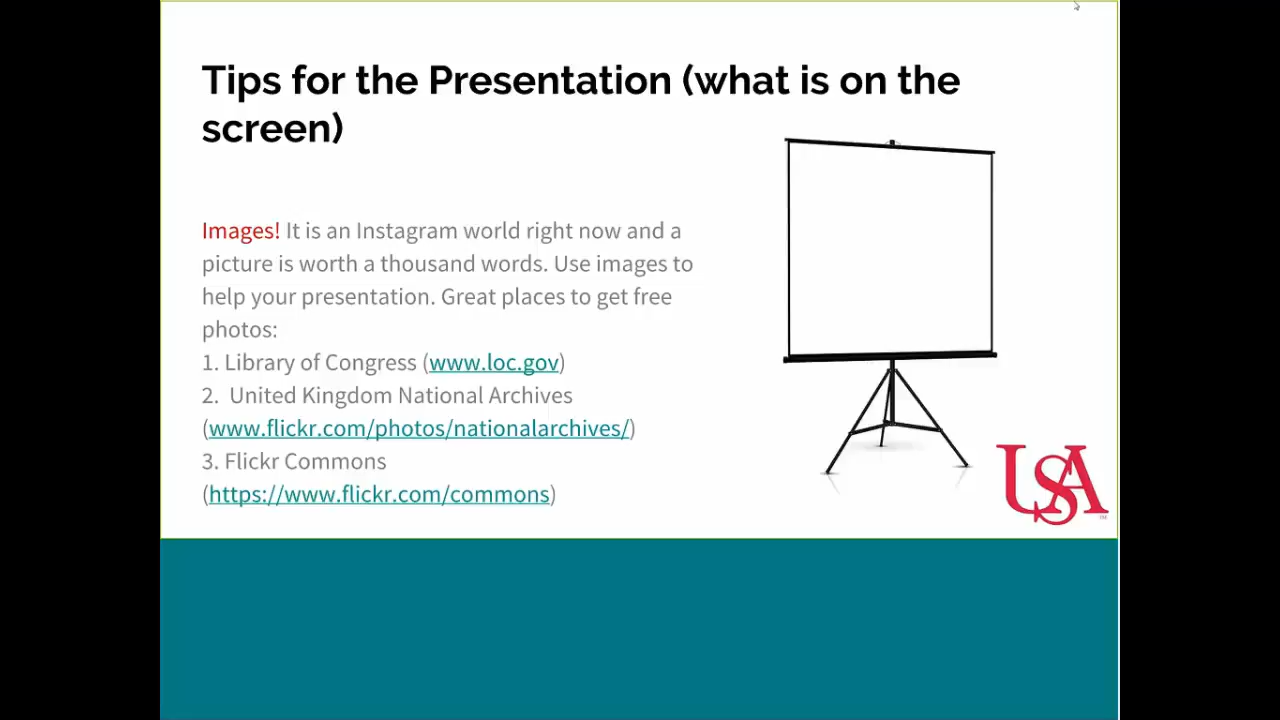 Tips for the Presentation (what is on the
screen)
Images! It is an Instagram world right now and a
picture is worth a thousand words. Use images to
help your presentation. Great places to get free
photos:
1. Library of Congress (www.loc.gov)
2.  United Kingdom National Archives
(www.flickr.com/photos/nationalarchives/)
3. Flickr Commons
(https://www.flickr.com/commons)
USA